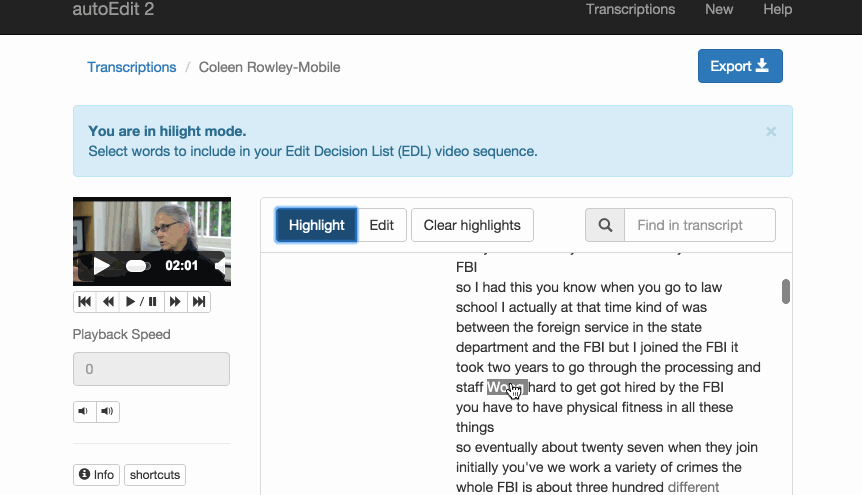 autoEdit 2
Transcriptions New Help
Transcriptions / Coleen Rowley-Mobile
Export
You are in hilight mode.
×
Select words to include in your Edit Decision List (EDL) video sequence.
Highlight Edit Clear highlights
Find in transcript
02:01
/
Playback Speed
0
Info shortcuts
FBI
so I had this you know when you go to law
school I actually at that time kind of was
between the foreign service in the state
department and the FBI but I joined the FBI it
took two years to go through the processing and
staff hard to get got hired by the FBI
you have to have physical fitness in all these
things
so eventually about twenty seven when they join
initially you've we work a variety of crimes the
whole FBI is about three hundred different